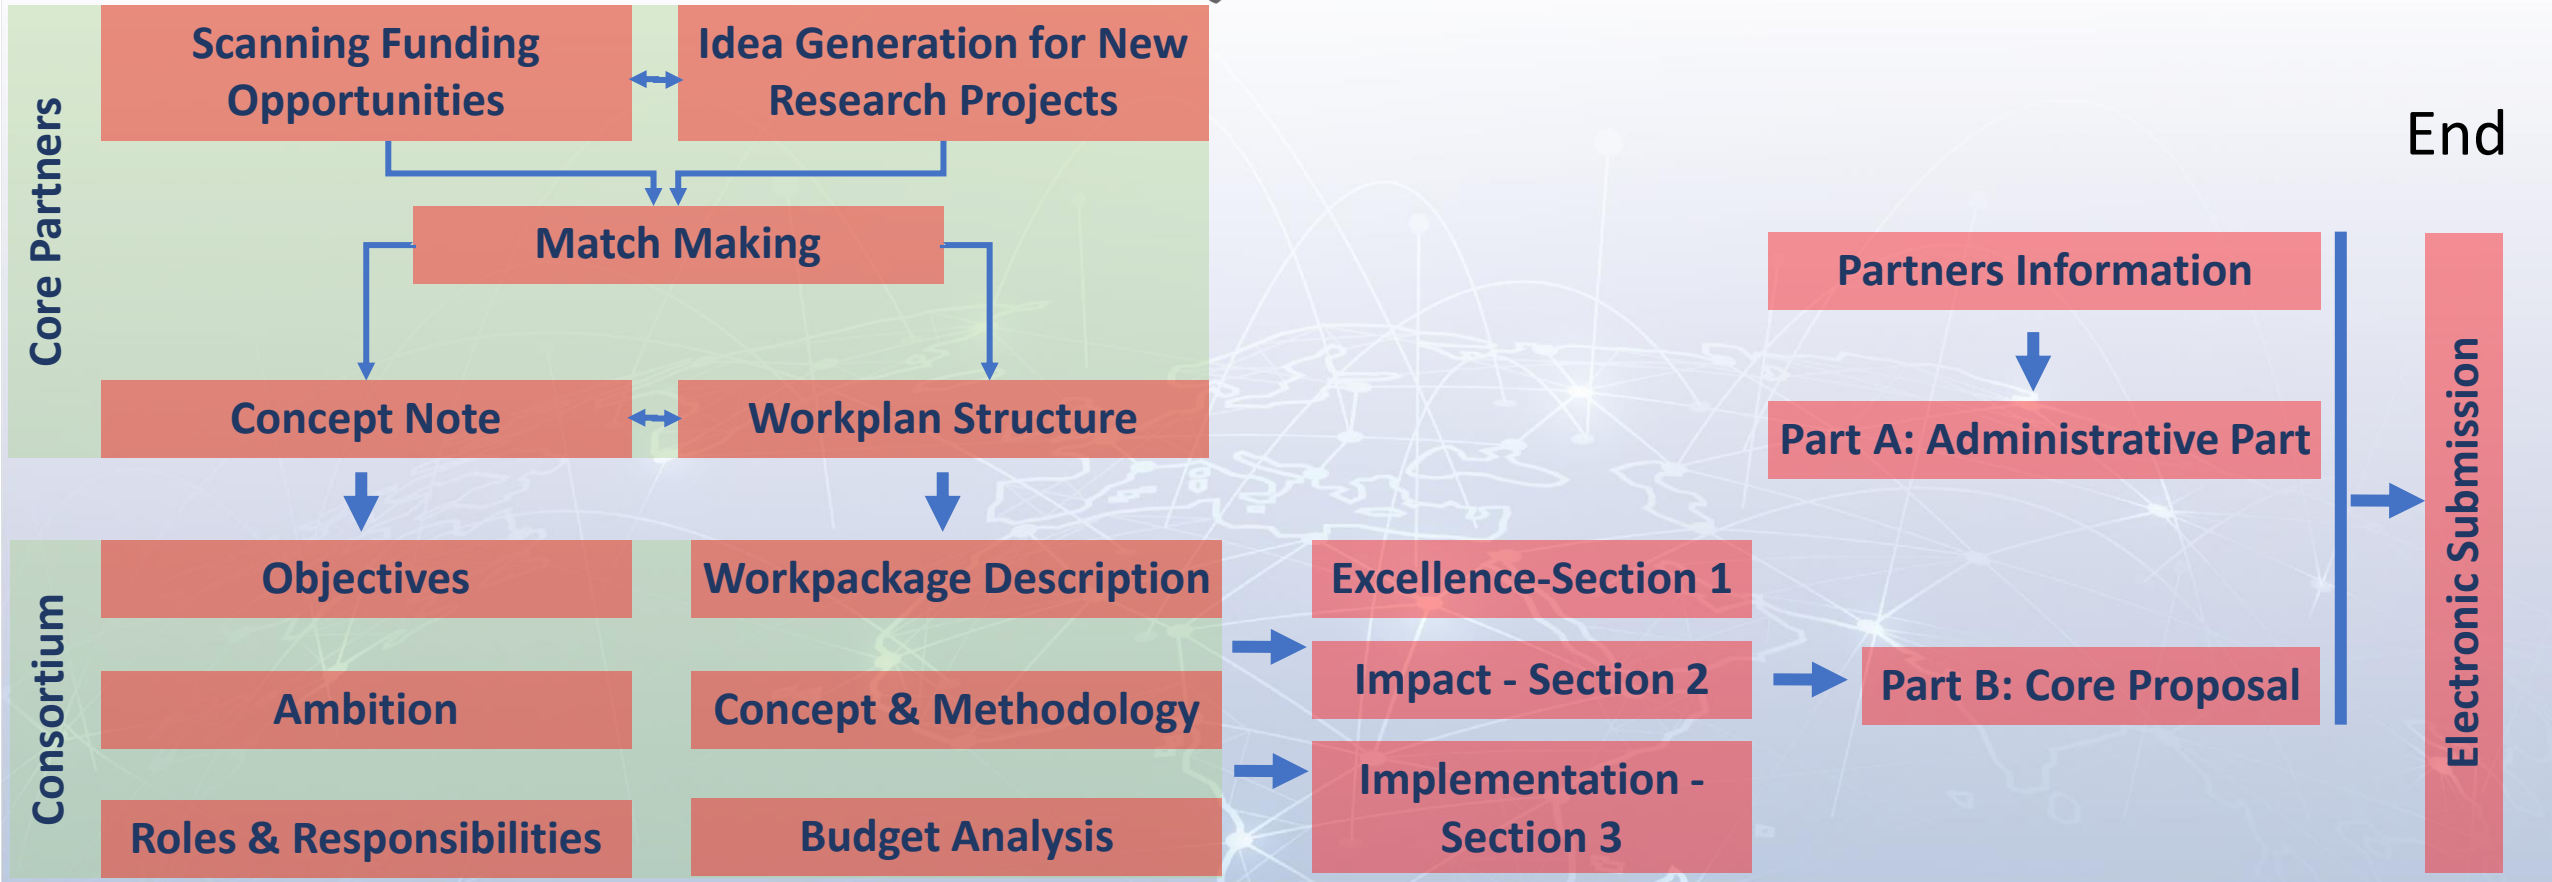 Core Partners
Scanning Funding
Opportunities
Idea Generation for New
Research Projects
Match Making
Concept Note
Workplan Structure
Consortium
Objectives
Workpackage Description
Ambition
Concept & Methodology
Roles & Responsibilities
Budget Analysis
Excellence-Section 1
Impact - Section 2
Implementation -
Section 3
Partners Information
Part A: Administrative Part
Part B: Core Proposal
End
Electronic Submission